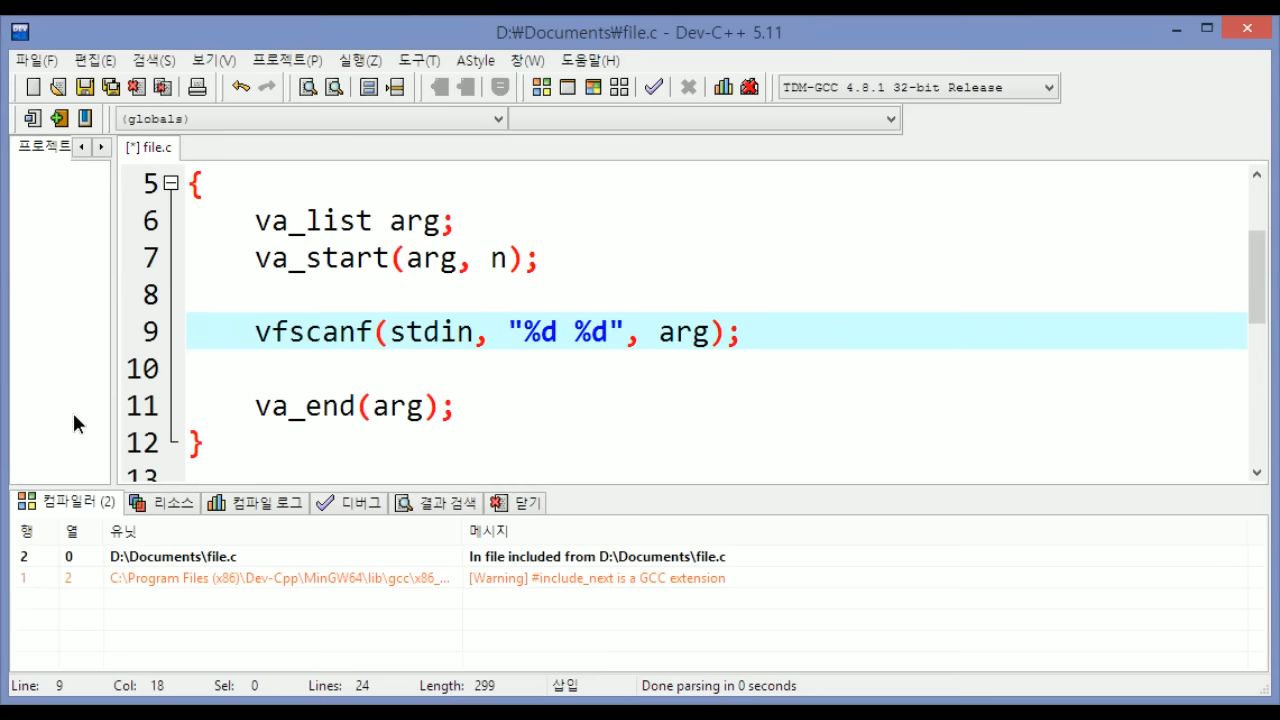 D:₩Documents₩file.c - Dev-C++ 5.11
파일(F) 편집(E) 검색(S) 보기(V) 프로젝트(P) 실행(Z) 도구(T) AStyle 창(W) 도움말(H)
TDM-GCC 4.8.1 32-bit Release
(globals)
프로젝트 [*] file.c
5 {
6 va_list arg;
7 va_start(arg, n);
8
9 vfscanf(stdin, "%d %d", arg);
10
11 va_end(arg);
12 }
13
컴파일러 (2) 리소스 컴파일 로그 디버그 결과 검색 닫기
행 열 유닛 메시지
2 0 D:\Documents\file.c In file included from D:\Documents\file.c
1 2 C:\Program Files (x86)\Dev-Cpp\MinGW64\lib\gcc\x86_... [Warning] #include_next is a GCC extension
Line: 9 Col: 18 Sel: 0 Lines: 24 Length: 299 삽입 Done parsing in 0 seconds